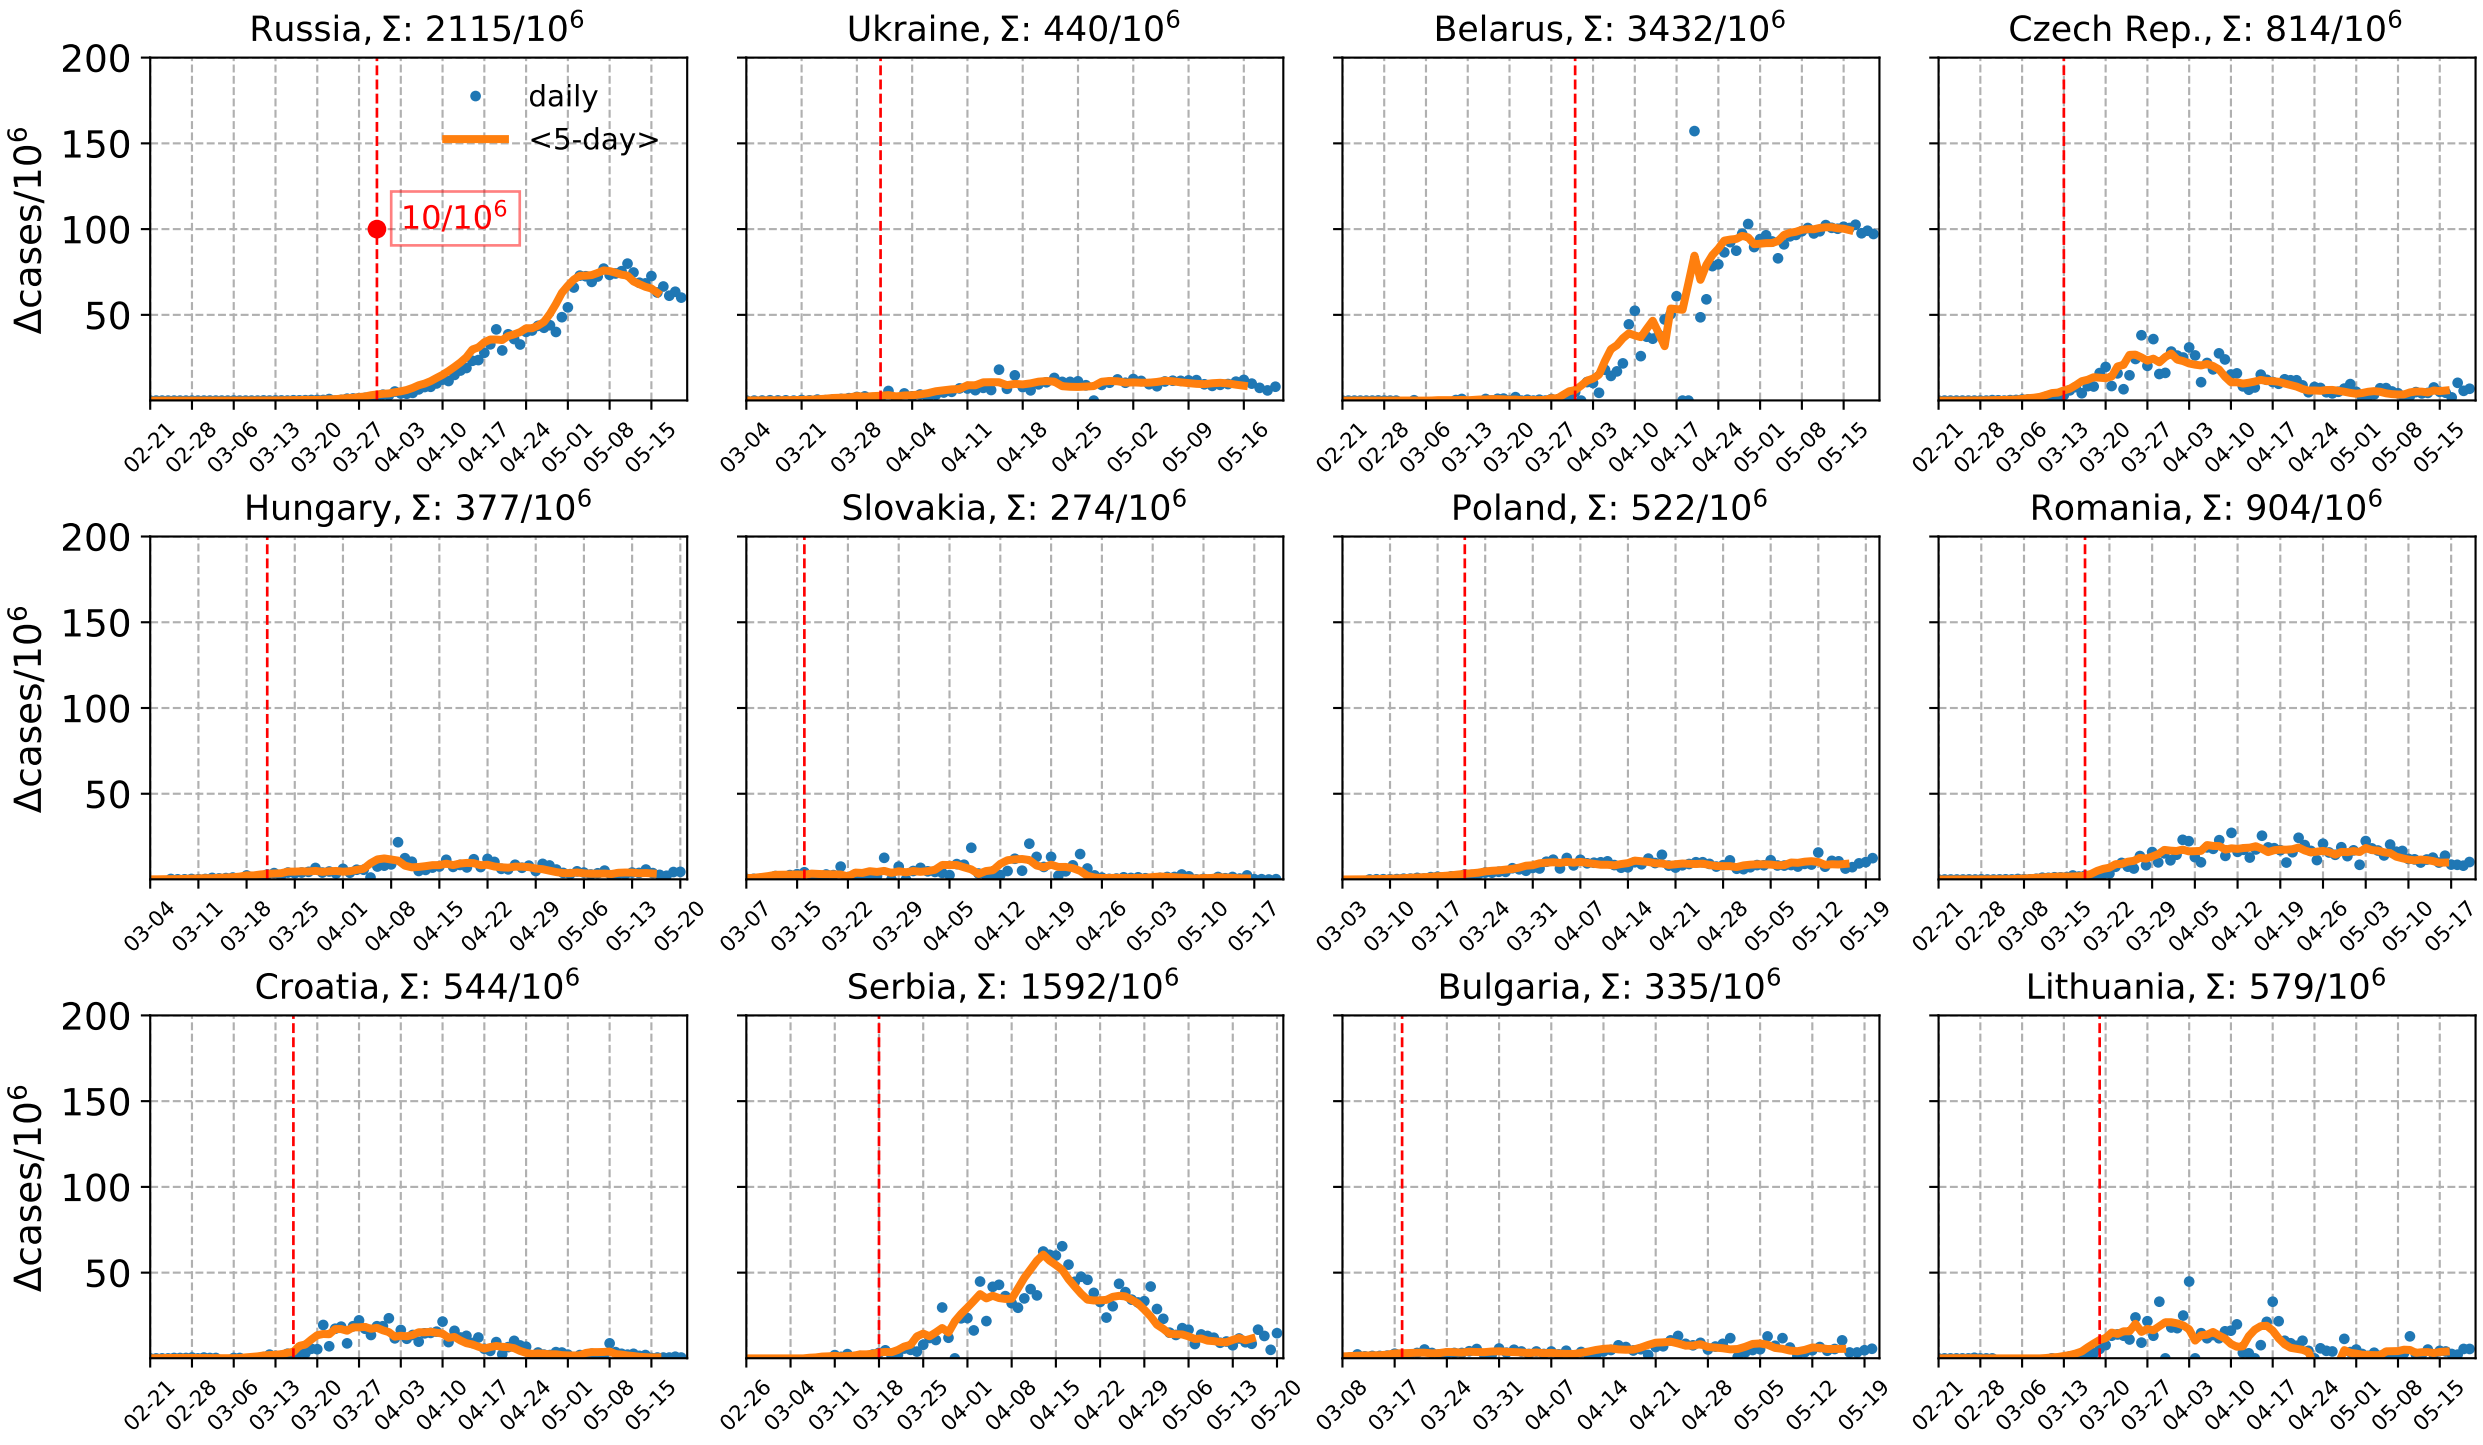 Russia, Σ: 2115/10⁶
Ukraine, Σ: 440/10⁶
Belarus, Σ: 3432/10⁶
Czech Rep., Σ: 814/10⁶
Δcases/10⁶
200
150
100
50
daily
<5-day>
10/10⁶
02-21 02-28 03-06 03-13 03-20 03-27 04-03 04-10 04-17 04-24 05-01 05-08 05-15
03-04 03-21 03-28 04-04 04-11 04-18 04-25 05-02 05-09 05-16
02-21 02-28 03-06 03-13 03-20 03-27 04-03 04-10 04-17 04-24 05-01 05-08 05-15
02-21 02-28 03-06 03-13 03-20 03-27 04-03 04-10 04-17 04-24 05-01 05-08 05-15
Hungary, Σ: 377/10⁶
Slovakia, Σ: 274/10⁶
Poland, Σ: 522/10⁶
Romania, Σ: 904/10⁶
Δcases/10⁶
200
150
100
50
03-04 03-11 03-18 03-25 04-01 04-08 04-15 04-22 04-29 05-06 05-13 05-20
03-07 03-15 03-22 03-29 04-05 04-12 04-19 04-26 05-03 05-10 05-17
03-03 03-10 03-17 03-24 03-31 04-07 04-14 04-21 04-28 05-05 05-12 05-19
02-21 02-28 03-08 03-15 03-22 03-29 04-05 04-12 04-19 04-26 05-03 05-10 05-17
Croatia, Σ: 544/10⁶
Serbia, Σ: 1592/10⁶
Bulgaria, Σ: 335/10⁶
Lithuania, Σ: 579/10⁶
Δcases/10⁶
200
150
100
50
02-21 02-28 03-06 03-13 03-20 03-27 04-03 04-10 04-17 04-24 05-01 05-08 05-15
02-26 03-04 03-11 03-18 03-25 04-01 04-08 04-15 04-22 04-29 05-06 05-13 05-20
03-08 03-17 03-24 03-31 04-07 04-14 04-21 04-28 05-05 05-12 05-19
02-21 02-28 03-06 03-13 03-20 03-27 04-03 04-10 04-17 04-24 05-01 05-08 05-15